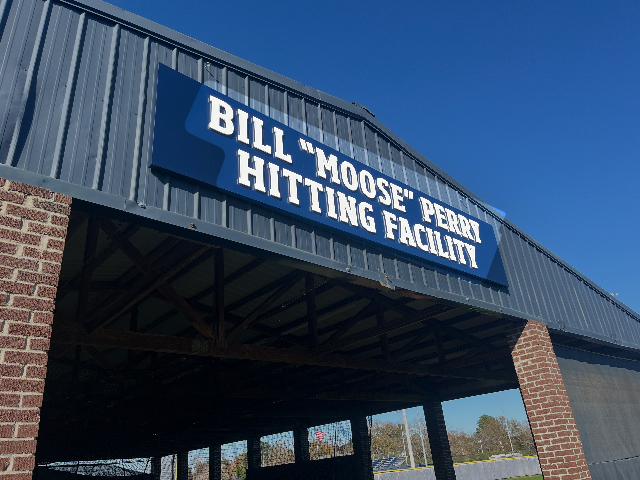 BILL "MOOSE" PERRY
HITTING FACILITY